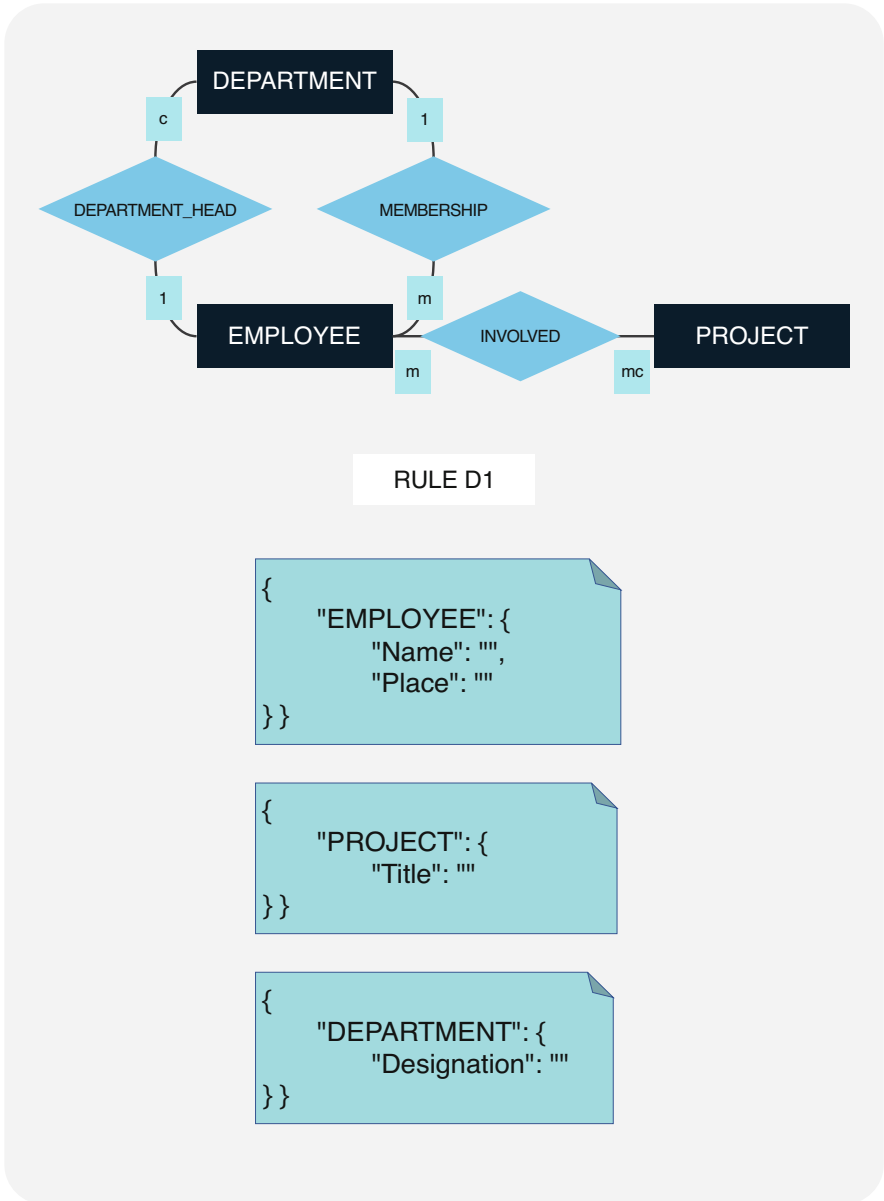 DEPARTMENT
c
1
DEPARTMENT_HEAD
MEMBERSHIP
1
m
EMPLOYEE
INVOLVED
PROJECT
m
mc
RULE D1
{
"EMPLOYEE": {
"Name": "",
"Place": ""
} }
{
"PROJECT": {
"Title": ""
} }
{
"DEPARTMENT": {
"Designation": ""
} }